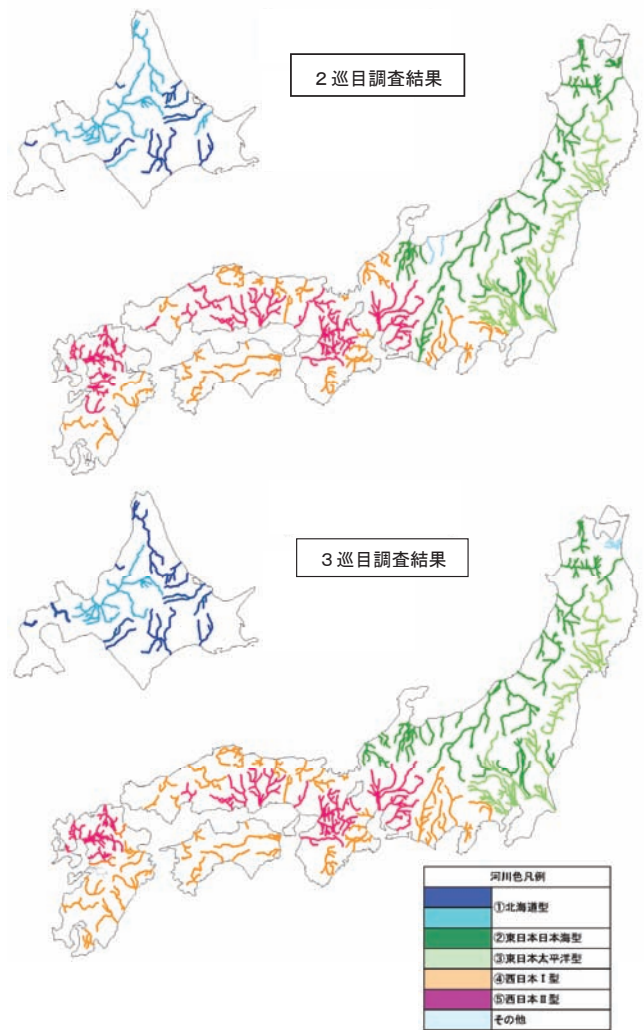 2巡目調査結果
3巡目調査結果
河川色凡例
①北海道型
②東日本日本海型
③東日本太平洋型
④西日本Ⅰ型
⑤西日本Ⅱ型
その他